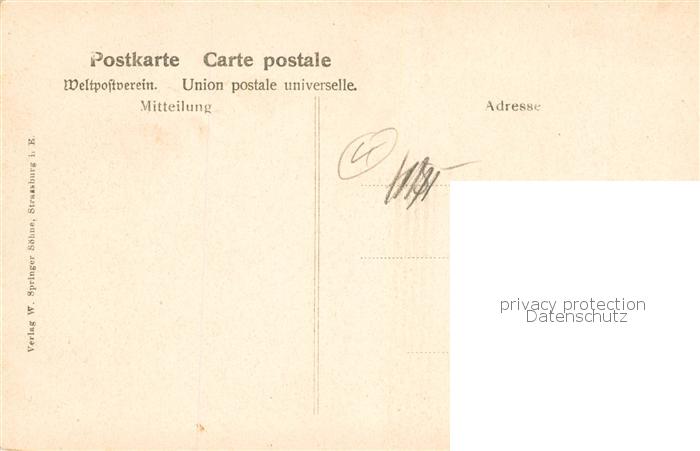 Postkarte Carte postale
Weltpostverein. Union postale universelle.
Mitteilung
Adresse
Verlag W. Springer Söhne, Strassburg i. E.
privacy protection
Datenschutz